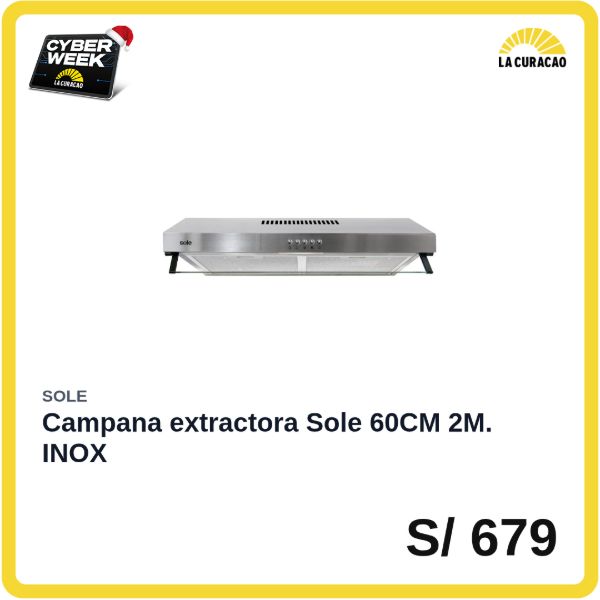 CYBER
WEEK
LA CURACAO
LA CURACAO
sole
SOLE
Campana extractora Sole 60CM 2M.
INOX
S/ 679